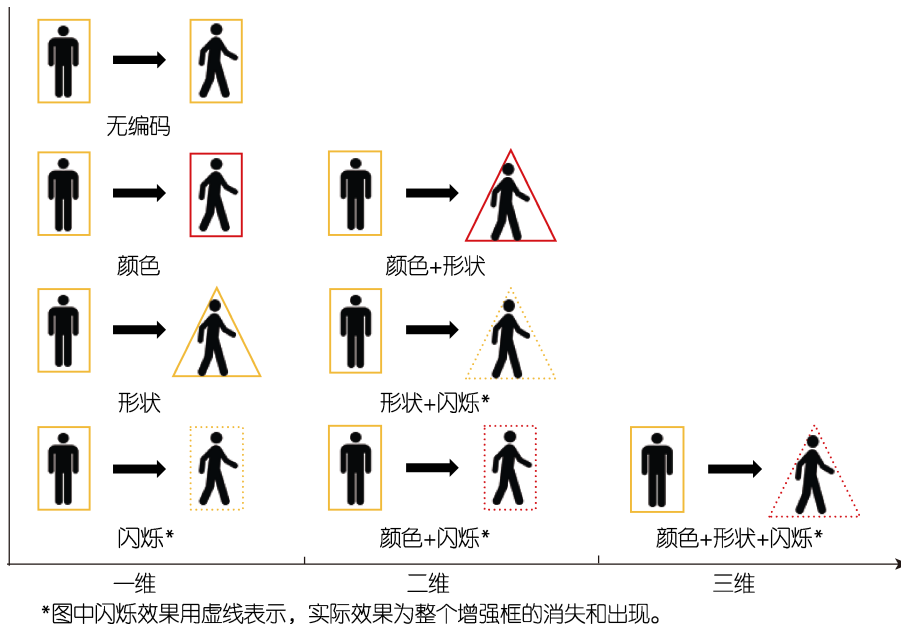 无编码
颜色
颜色+形状
形状
形状+闪烁*
闪烁*
颜色+闪烁*
颜色+形状+闪烁*
一维
二维
三维
*图中闪烁效果用虚线表示，实际效果为整个增强框的消失和出现。